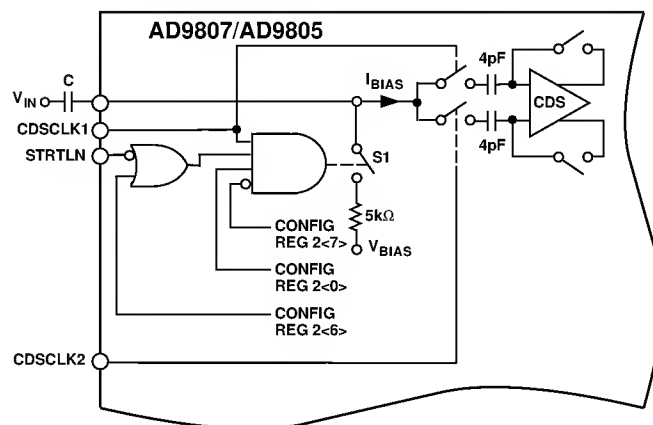 AD9807/AD9805
C
V_IN
I_BIAS
4pF
CDS
4pF
CDSCLK1
STRTLN
S1
5kΩ
V_BIAS
CONFIG
REG 2<7>
CONFIG
REG 2<0>
CONFIG
REG 2<6>
CDSCLK2